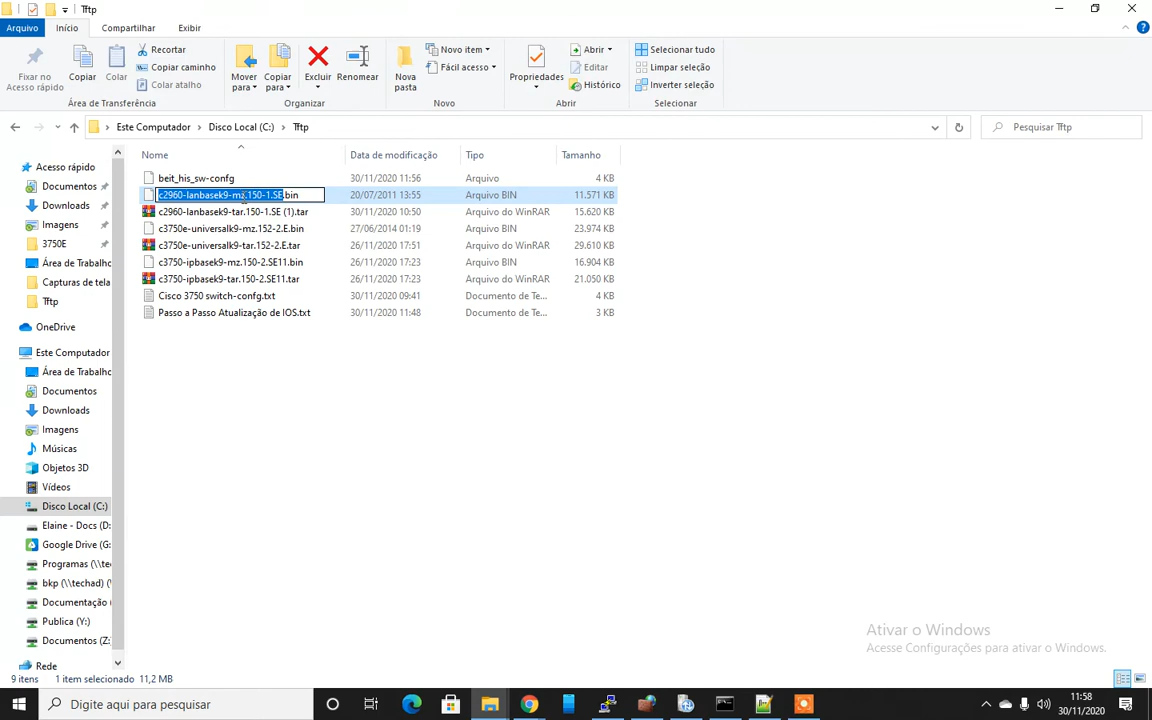 Tftp
Arquivo Início Compartilhar Exibir
Fixar no Acesso rápido
Copiar
Colar
Recortar
Copiar caminho
Colar atalho
Área de Transferência
Mover para
Copiar para
Excluir
Renomear
Organizar
Nova pasta
Novo item
Fácil acesso
Novo
Propriedades
Abrir
Editar
Histórico
Abrir
Selecionar tudo
Limpar seleção
Inverter seleção
Selecionar
Este Computador > Disco Local (C:) > Tftp
Pesquisar Tftp
Acesso rápido
Documentos
Downloads
Imagens
3750E
Área de Trabalho
Capturas de tela
Tftp
OneDrive
Este Computador
Área de Trabalho
Documentos
Downloads
Imagens
Músicas
Objetos 3D
Vídeos
Disco Local (C:)
Elaine - Docs (D:
Google Drive (G:
Programas (\\te
bkp (\\techad) (
Documentação
Publica (Y:)
Documentos (Z:
Rede
Nome Data de modificação Tipo Tamanho
beit_his_sw-confg 30/11/2020 11:56 Arquivo 4 KB
c2960-lanbasek9-mz.150-1.SE.bin 20/07/2011 13:55 Arquivo BIN 11.571 KB
c2960-lanbasek9-tar.150-1.SE (1).tar 30/11/2020 10:50 Arquivo do WinRAR 15.620 KB
c3750e-universalk9-mz.152-2.E.bin 27/06/2014 01:19 Arquivo BIN 23.974 KB
c3750e-universalk9-tar.152-2.E.tar 26/11/2020 17:51 Arquivo do WinRAR 29.610 KB
c3750-ipbasek9-mz.150-2.SE11.bin 26/11/2020 17:23 Arquivo BIN 16.904 KB
c3750-ipbasek9-tar.150-2.SE11.tar 26/11/2020 17:23 Arquivo do WinRAR 21.050 KB
Cisco 3750 switch-confg.txt 30/11/2020 09:41 Documento de Te... 4 KB
Passo a Passo Atualização de IOS.txt 30/11/2020 11:48 Documento de Te... 3 KB
Ativar o Windows
Acesse Configurações para ativar o Windows.
9 itens 1 item selecionado 11,2 MB
Digite aqui para pesquisar
11:58
30/11/2020